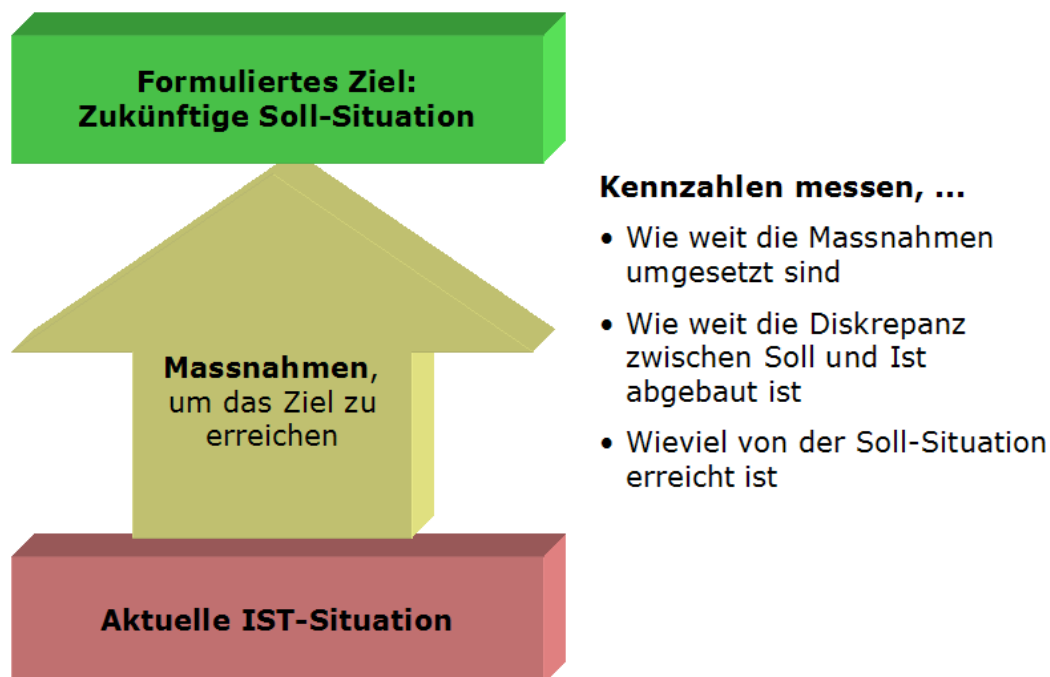 Formuliertes Ziel:
Zukünftige Soll-Situation
Massnahmen,
um das Ziel zu
erreichen
Aktuelle IST-Situation
Kennzahlen messen, ...
• Wie weit die Massnahmen
umgesetzt sind
• Wie weit die Diskrepanz
zwischen Soll und Ist
abgebaut ist
• Wieviel von der Soll-Situation
erreicht ist